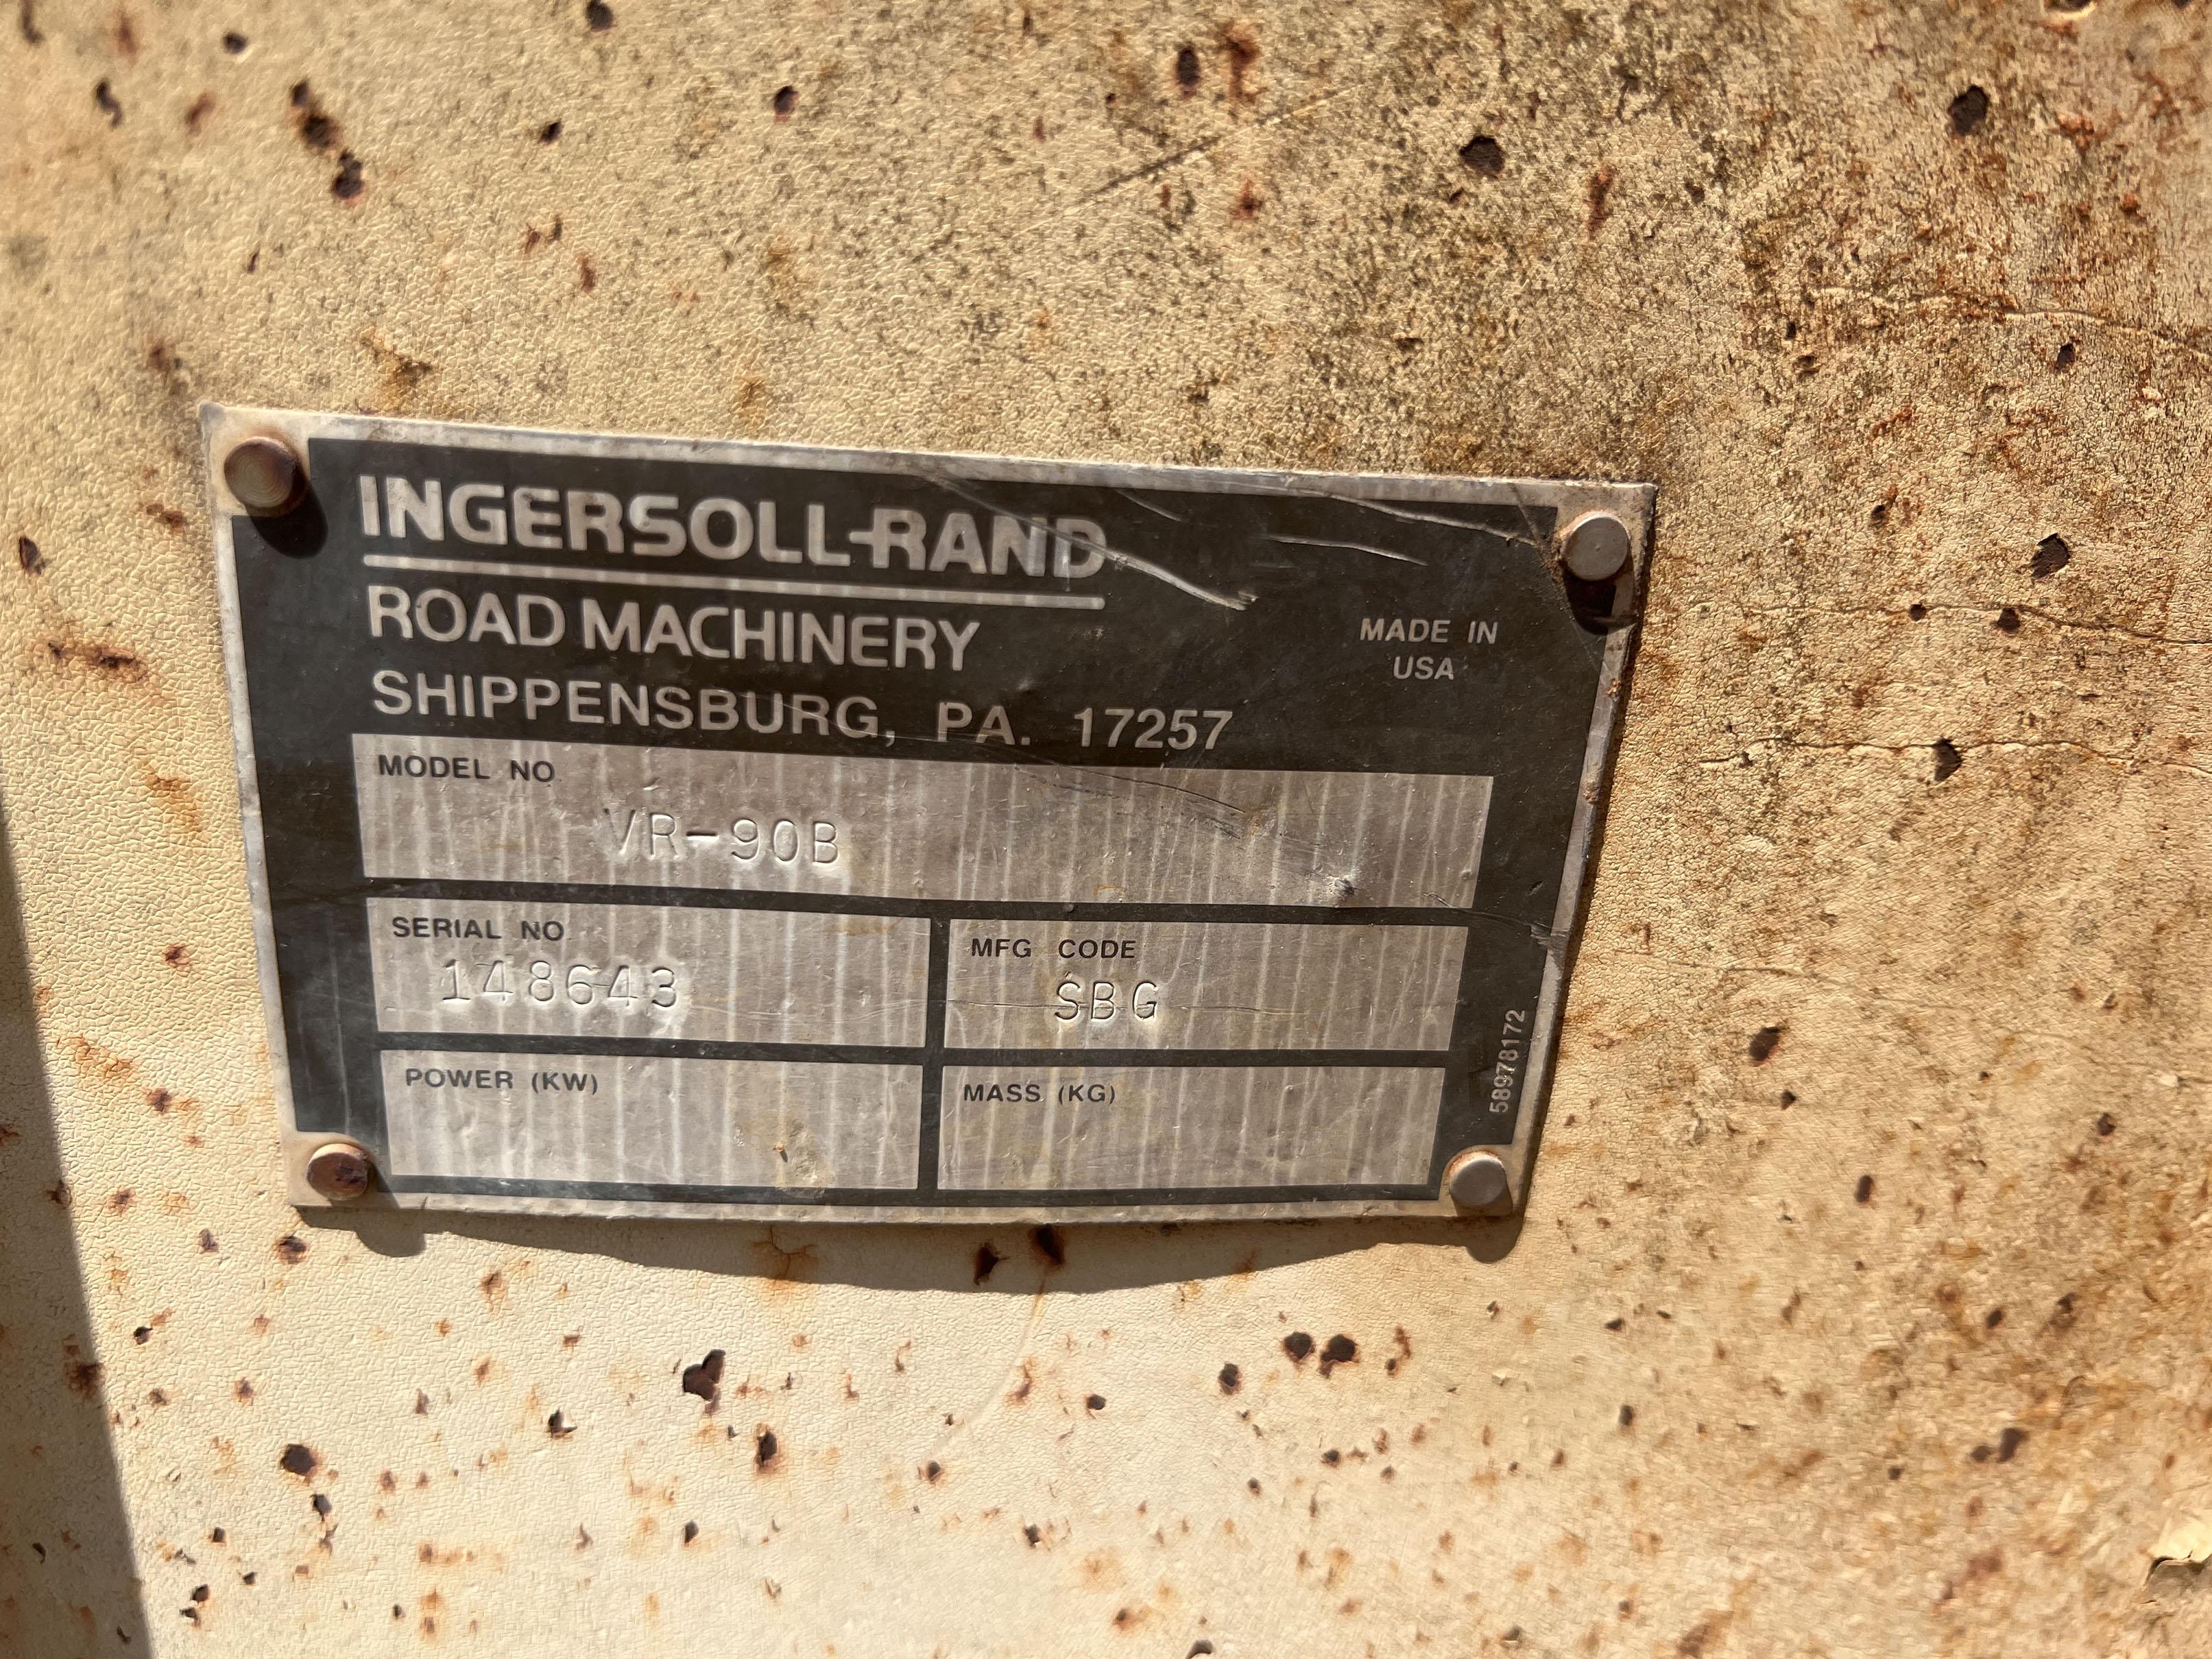 INGERSOLL-RAND
ROAD MACHINERY
SHIPPENSBURG, PA. 17257
MADE IN
USA
MODEL NO
VR-90B
SERIAL NO
148643
MFG CODE
SBG
POWER (KW)
MASS (KG)
58978172